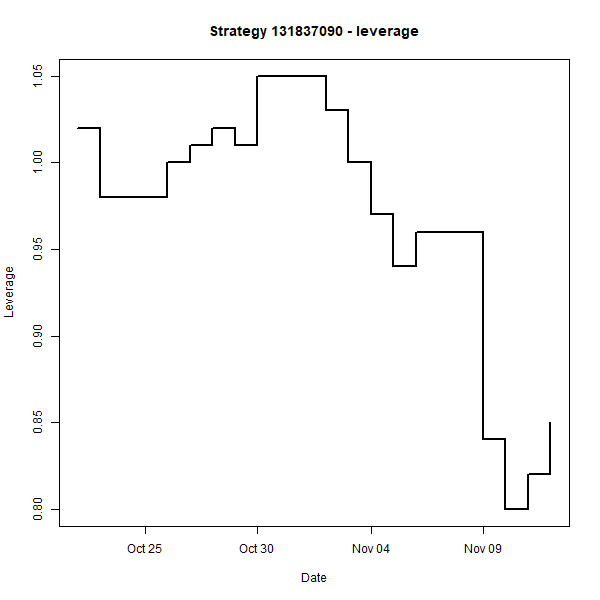 Strategy 131837090 - leverage
Leverage
1.05
1.00
0.95
0.90
0.85
0.80
Oct 25
Oct 30
Nov 04
Nov 09
Date